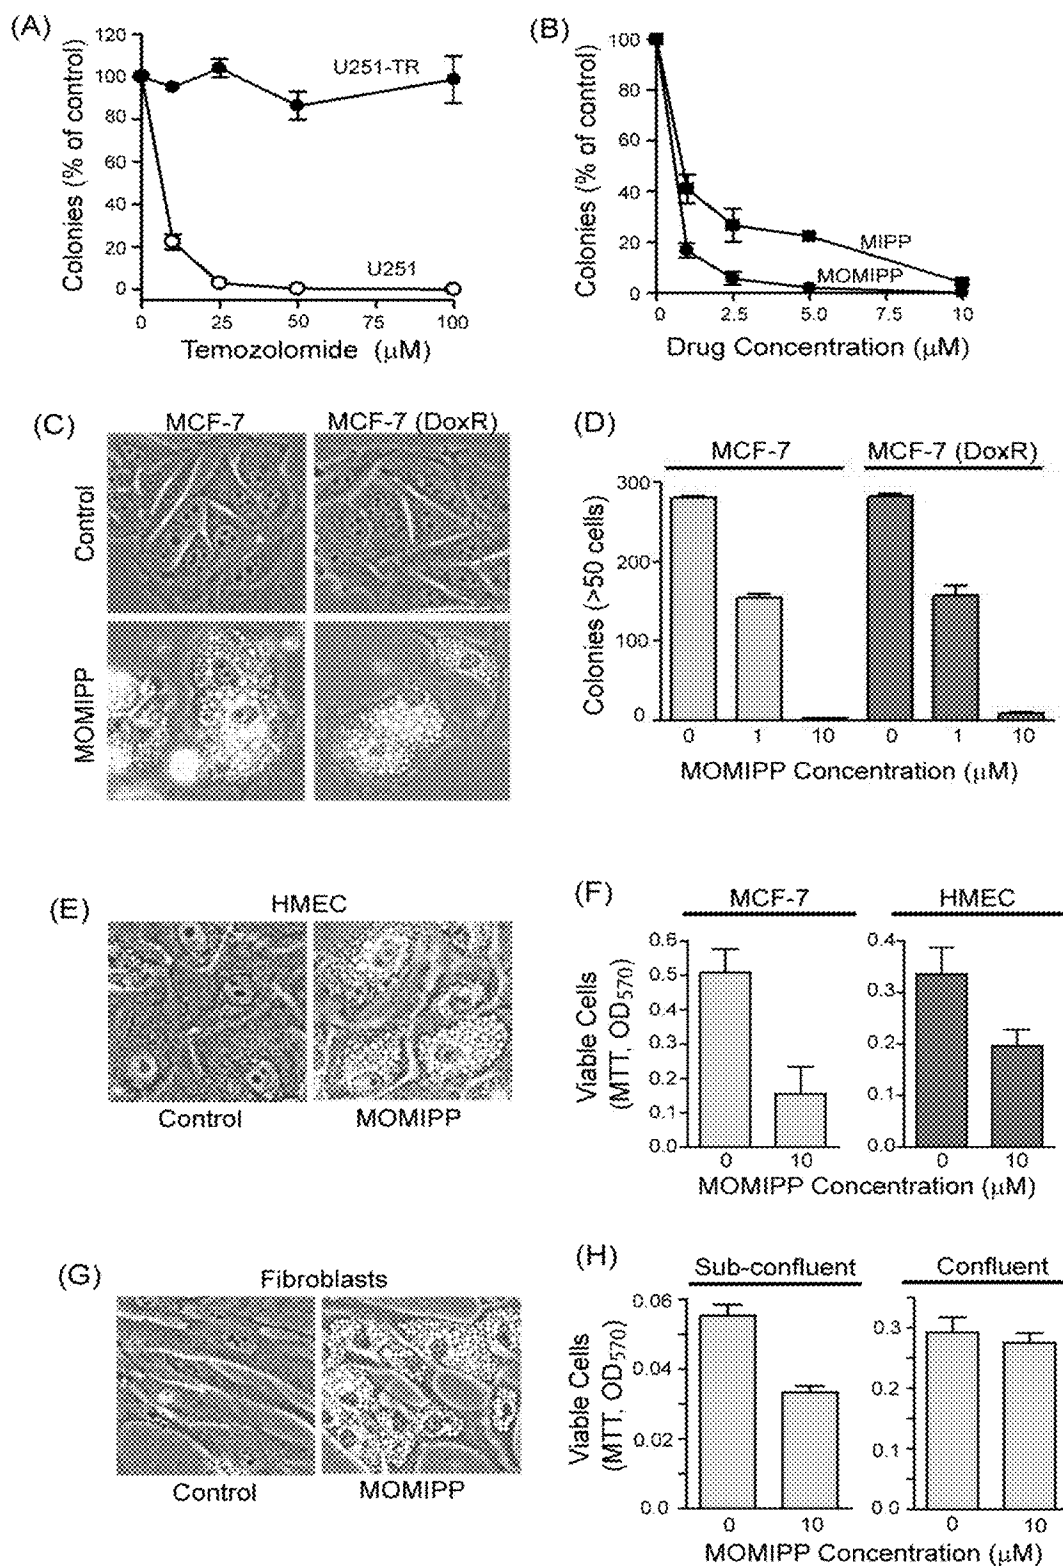 (A)
Colonies (% of control)
120
100
80
60
40
20
0
U251-TR
U251
0 25 50 75 100
Temozolomide (μM)
(B)
Colonies (% of control)
100
80
60
40
20
0
MIPP
MOMIPP
0 2.5 5.0 7.5 10
Drug Concentration (μM)
(C)
MCF-7 MCF-7 (DoxR)
Control
MOMIPP
(D)
MCF-7 MCF-7 (DoxR)
Colonies (>50 cells)
300
200
100
0
0 1 10 0 1 10
MOMIPP Concentration (μM)
(E)
HMEC
Control MOMIPP
(F)
MCF-7 HMEC
Viable Cells
(MTT, OD570)
0.6
0.5
0.4
0.3
0.2
0.1
0.0
0.4
0.3
0.2
0.1
0.0
0 10 0 10
MOMIPP Concentration (μM)
(G)
Fibroblasts
Control MOMIPP
(H)
Sub-confluent Confluent
Viable Cells
(MTT, OD570)
0.06
0.04
0.02
0.0
0.3
0.2
0.1
0.0
0 10 0 10
MOMIPP Concentration (μM)